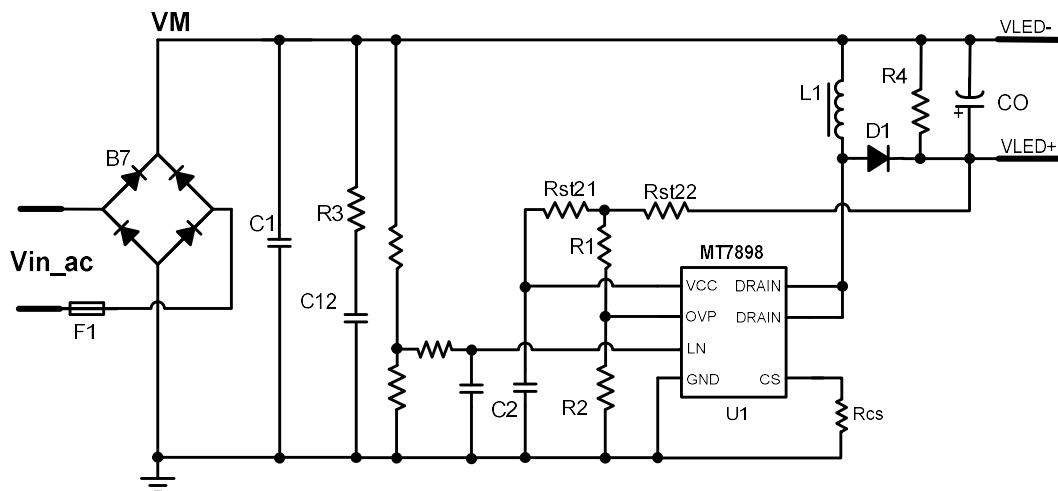 VM
VLED-
R4
L1
CO
+
D1
B7
VLED+
Rst21
Rst22
R3
C1
R1
MT7898
Vin_ac
VCC
DRAIN
C12
OVP
DRAIN
F1
LN
GND
CS
C2
R2
U1
Rcs